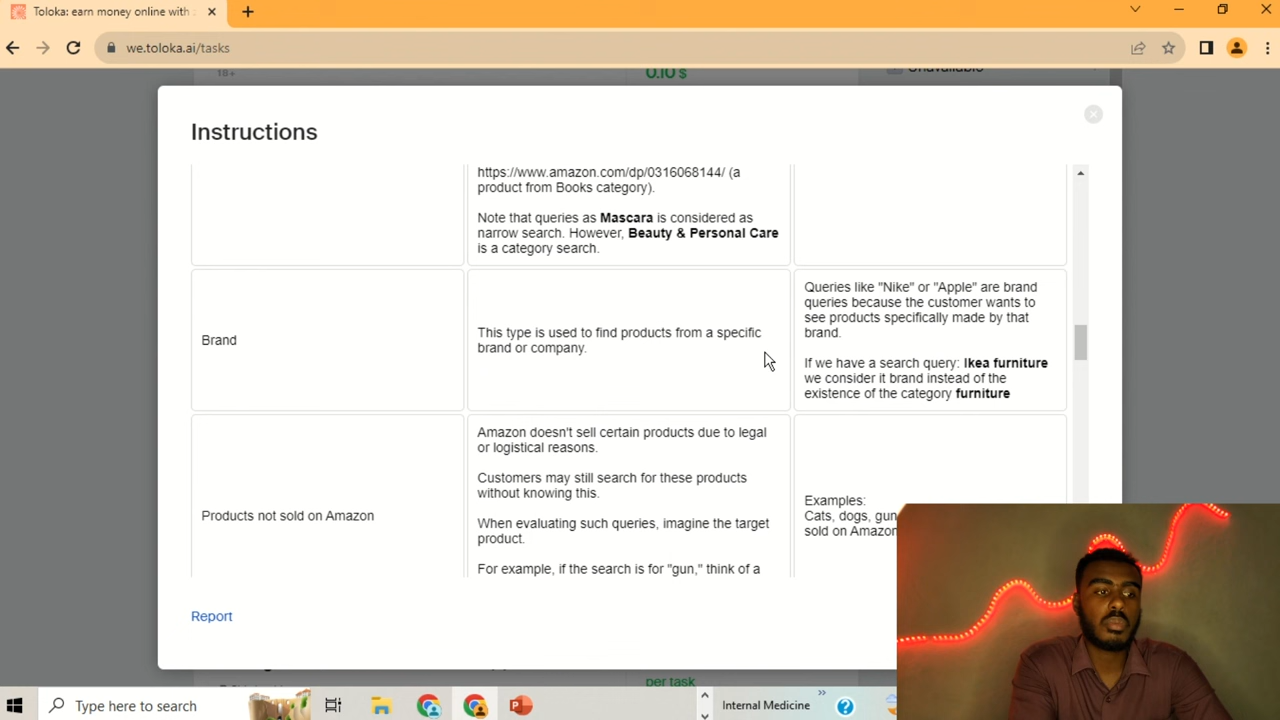 Toloka: earn money online with
we.toloka.ai/tasks
18+
0.10 $
Unavailable
Instructions
https://www.amazon.com/dp/0316068144/ (a
product from Books category).
Note that queries as Mascara is considered as
narrow search. However, Beauty & Personal Care
is a category search.
Brand
This type is used to find products from a specific
brand or company.
Queries like "Nike" or "Apple" are brand
queries because the customer wants to
see products specifically made by that
brand.
If we have a search query: Ikea furniture
we consider it brand instead of the
existence of the category furniture
Products not sold on Amazon
Amazon doesn't sell certain products due to legal
or logistical reasons.
Customers may still search for these products
without knowing this.
When evaluating such queries, imagine the target
product.
For example, if the search is for "gun," think of a
Examples:
Cats, dogs, gun
sold on Amazon
Report
per task
Type here to search
Internal Medicine